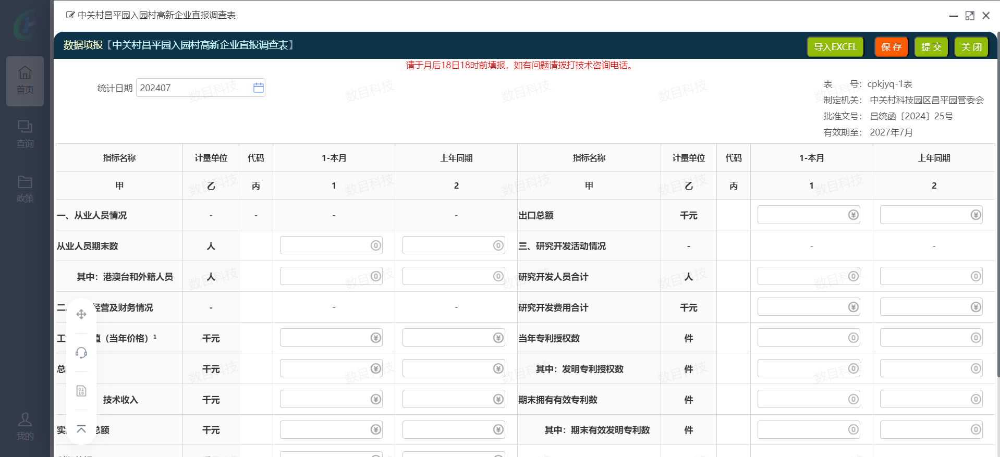 中关村昌平园入园村高新企业直报调查表
数据填报【中关村昌平园入园村高新企业直报调查表】
导入EXCEL 保 存 提 交 关 闭
请于月后18日18时前填报，如有问题请拨打技术咨询电话。
首页
查询
政策
我的
统计日期 202407
表 号：cpkjyq-1表
制定机关： 中关村科技园区昌平园管委会
批准文号： 昌统函〔2024〕25号
有效期至： 2027年7月
指标名称 计量单位 代码 1-本月 上年同期 指标名称 计量单位 代码 1-本月 上年同期
甲 乙 丙 1 2 甲 乙 丙 1 2
一、从业人员情况 - - - - 出口总额 千元
从业人员期末数 人 三、研究开发活动情况 - - -
其中：港澳台和外籍人员 人 研究开发人员合计 人
二、 经营及财务情况 - - - 研究开发费用合计 千元
工 值（当年价格）¹ 千元 当年专利授权数 件
总 千元 其中：发明专利授权数 件
技术收入 千元 期末拥有有效专利数 件
实 总额 千元 其中：期末有效发明专利数 件
数目科技